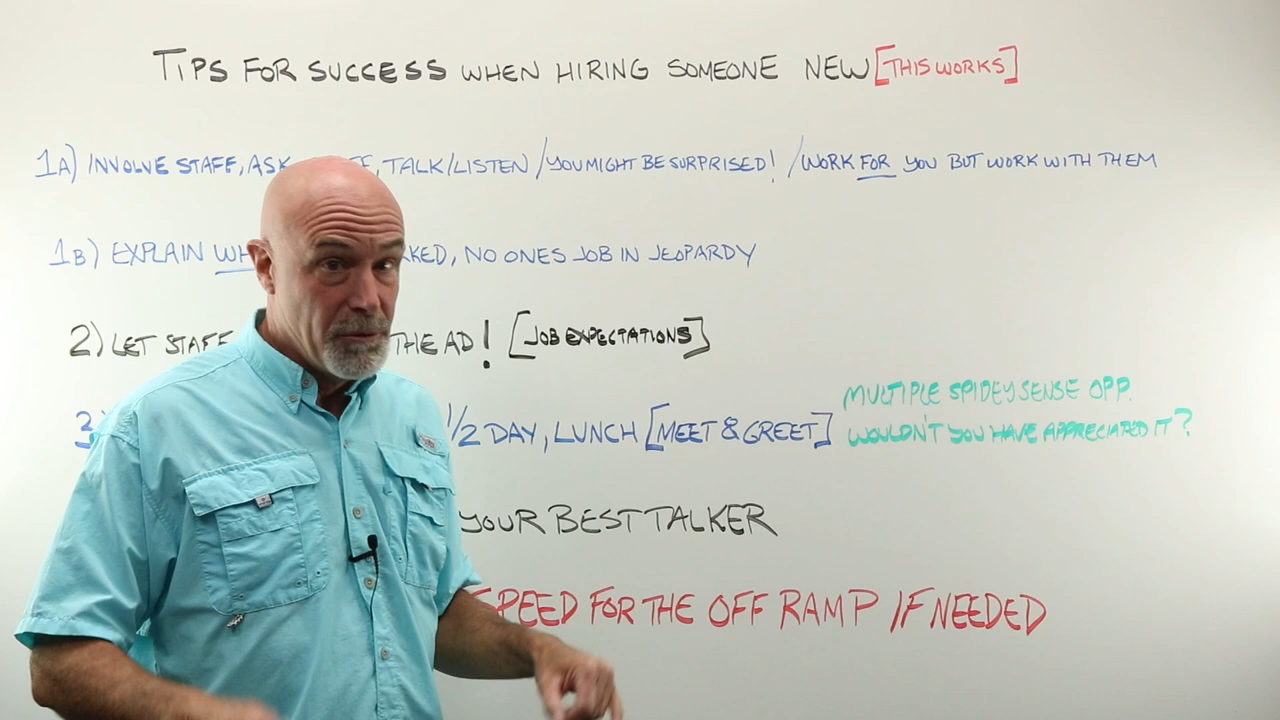 TIPS FOR SUCCESS WHEN HIRING SOMEONE NEW [THIS WORKS]
1A) INVOLVE STAFF, ASK TALK/LISTEN / YOU MIGHT BE SURPRISED! / WORK FOR YOU BUT WORK WITH THEM
1B) EXPLAIN NO ONES JOB IN JEOPARDY
2) LET STAFF THE AD! [JOB EXPECTATIONS]
MULTIPLE SPIDEY SENSE OPP.
3 1/2 DAY, LUNCH [MEET & GREET] WOULDN'T YOU HAVE APPRECIATED IT?
YOUR BEST TALKER
SPEED FOR THE OFF RAMP IF NEEDED